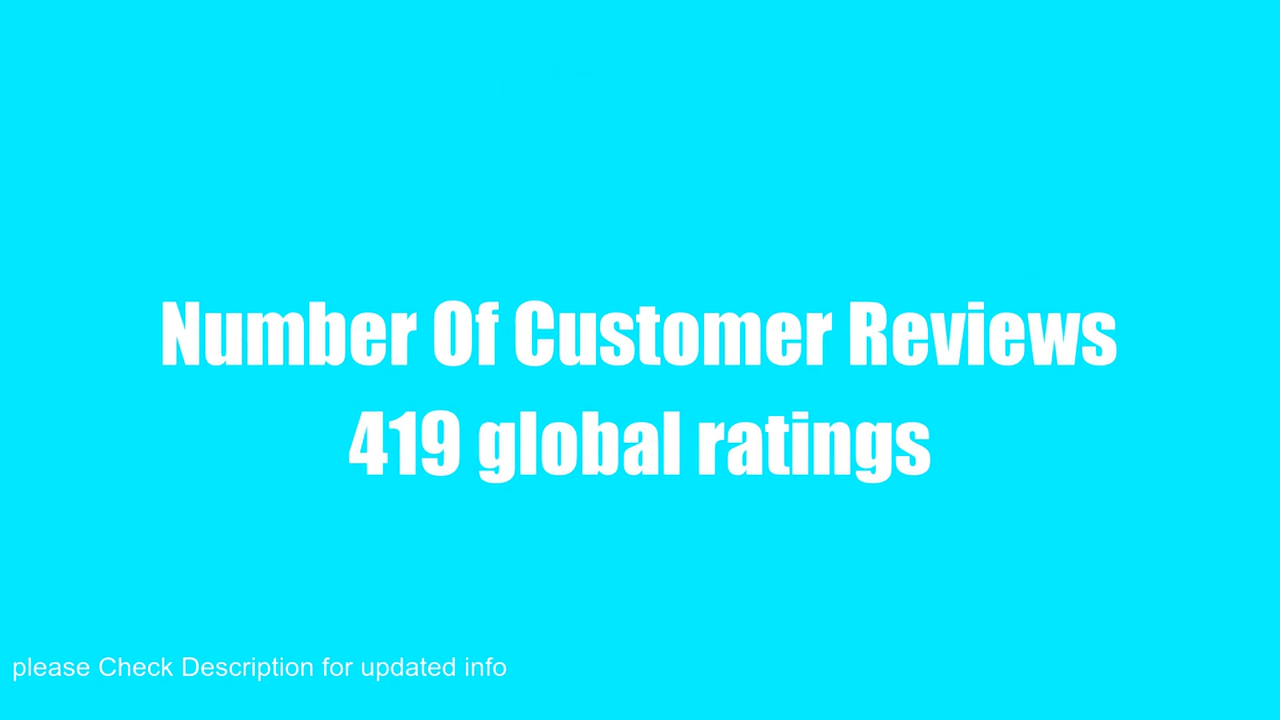 Number Of Customer Reviews
419 global ratings
please Check Description for updated info